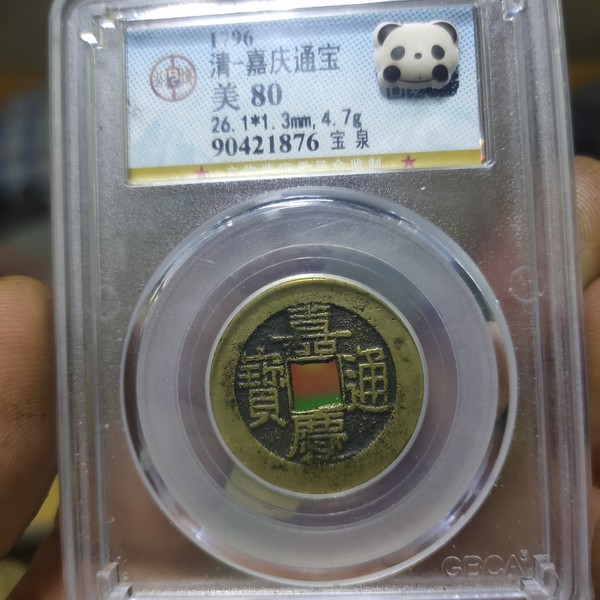 1796
清-嘉庆通宝
美 80
26.1*1.3mm,4.7g
90421876 宝 泉
嘉
寶 通
慶
GBCA